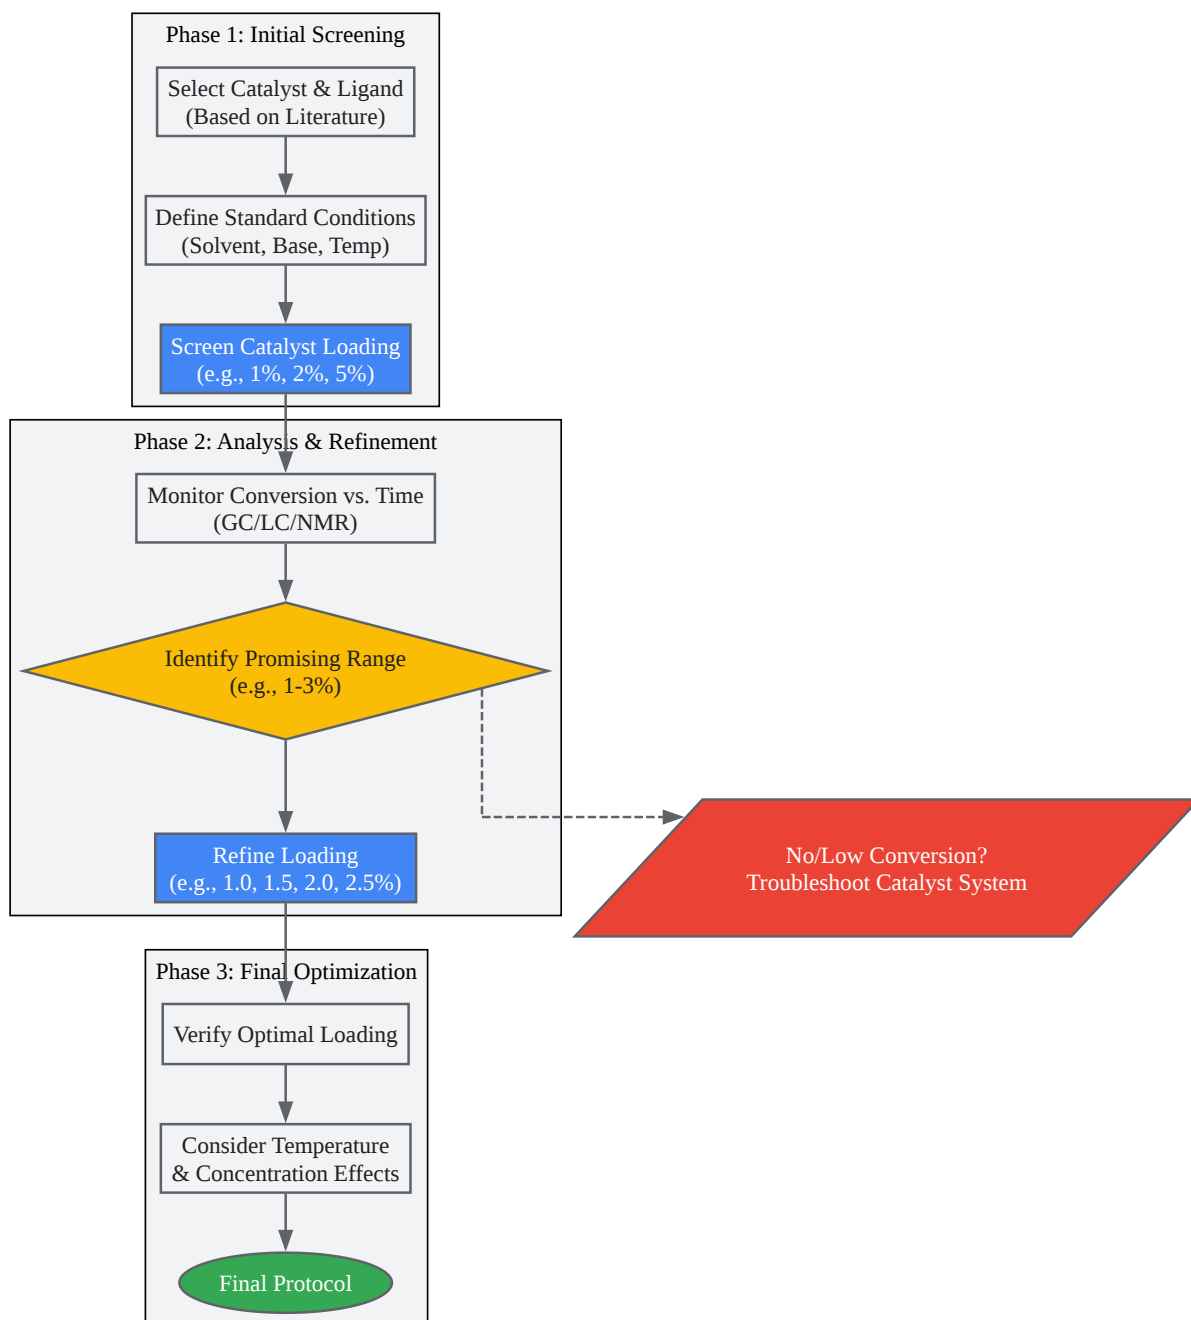 Phase 1: Initial Screening
Select Catalyst & Ligand
(Based on Literature)
Define Standard Conditions
(Solvent, Base, Temp)
Screen Catalyst Loading
(e.g., 1%, 2%, 5%)
Phase 2: Analysis & Refinement
Monitor Conversion vs. Time
(GC/LC/NMR)
Identify Promising Range
(e.g., 1-3%)
Refine Loading
(e.g., 1.0, 1.5, 2.0, 2.5%)
No/Low Conversion?
Troubleshoot Catalyst System
Phase 3: Final Optimization
Verify Optimal Loading
Consider Temperature
& Concentration Effects
Final Protocol